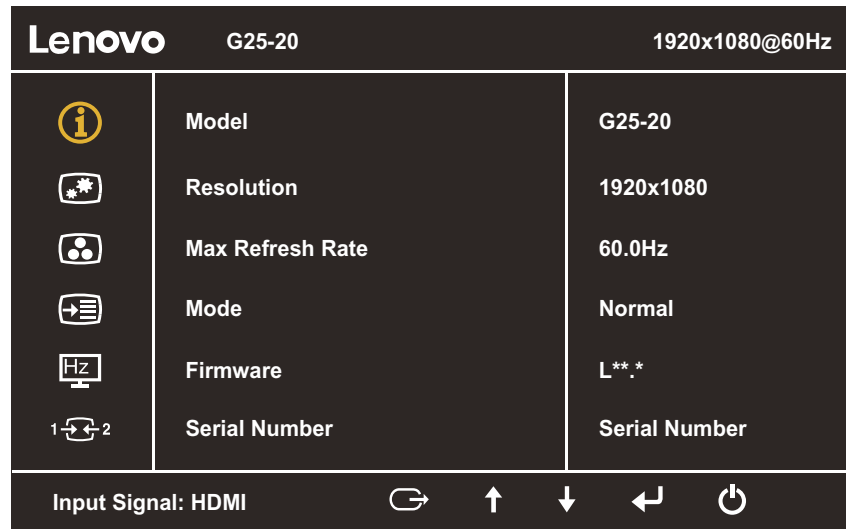 Lenovo G25-20 1920x1080@60Hz
Model G25-20
Resolution 1920x1080
Max Refresh Rate 60.0Hz
Mode Normal
Hz Firmware L**.*
1 2 Serial Number Serial Number
Input Signal: HDMI